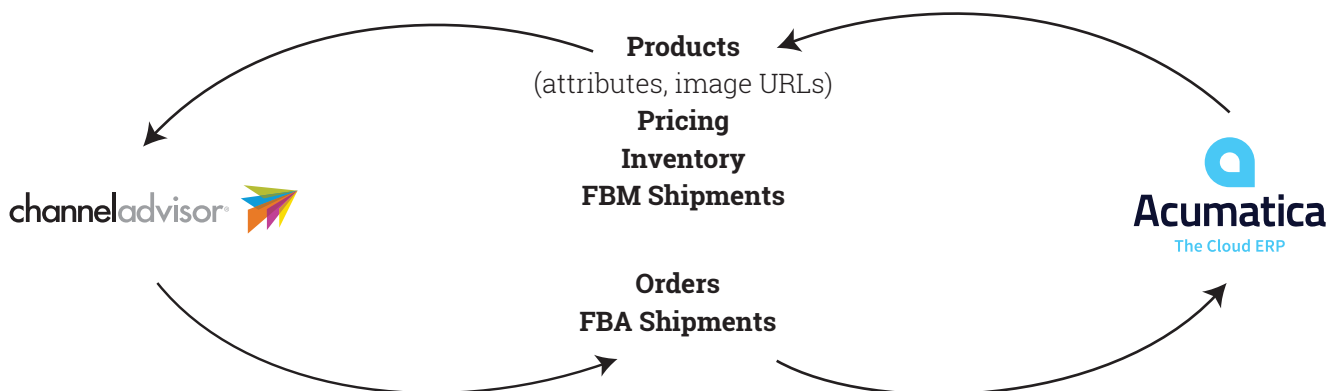 Products
(attributes, image URLs)
Pricing
Inventory
FBM Shipments
channeladvisor®
Acumatica
The Cloud ERP
Orders
FBA Shipments